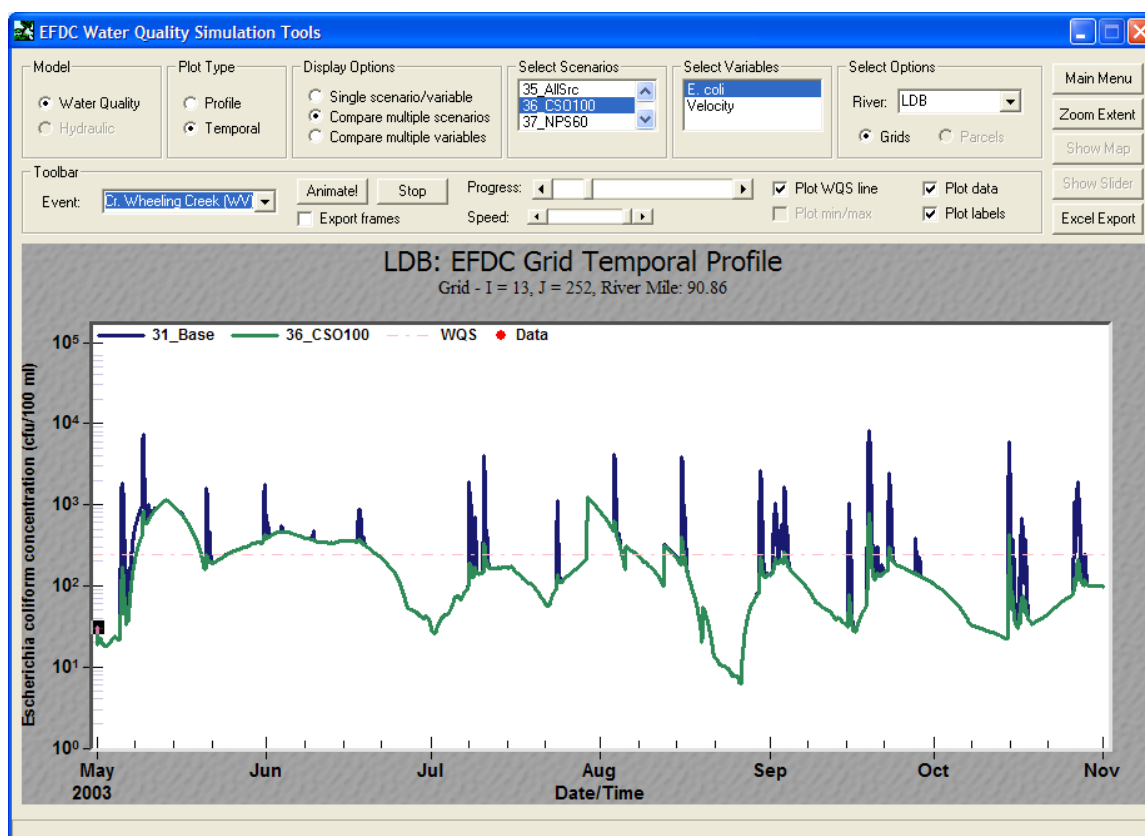 EFDC Water Quality Simulation Tools
Model
Water Quality
Hydraulic
Plot Type
Profile
Temporal
Display Options
Single scenario/variable
Compare multiple scenarios
Compare multiple variables
Select Scenarios
35_AllSrc
36_CSO100
37_NPS60
Select Variables
E. coli
Velocity
Select Options
River: LDB
Grids Parcels
Main Menu
Zoom Extent
Show Map
Show Slider
Excel Export
Toolbar
Event: Cr. Wheeling Creek (WV)
Animate! Stop
Export frames
Progress:
Speed:
Plot WQS line
Plot min/max
Plot data
Plot labels
LDB: EFDC Grid Temporal Profile
Grid - I = 13, J = 252, River Mile: 90.86
31_Base 36_CSO100 WQS Data
Escherichia coliform concentration (cfu/100 ml)
10⁵
10⁴
10³
10²
10¹
10⁰
May Jun Jul Aug Sep Oct Nov
2003
Date/Time